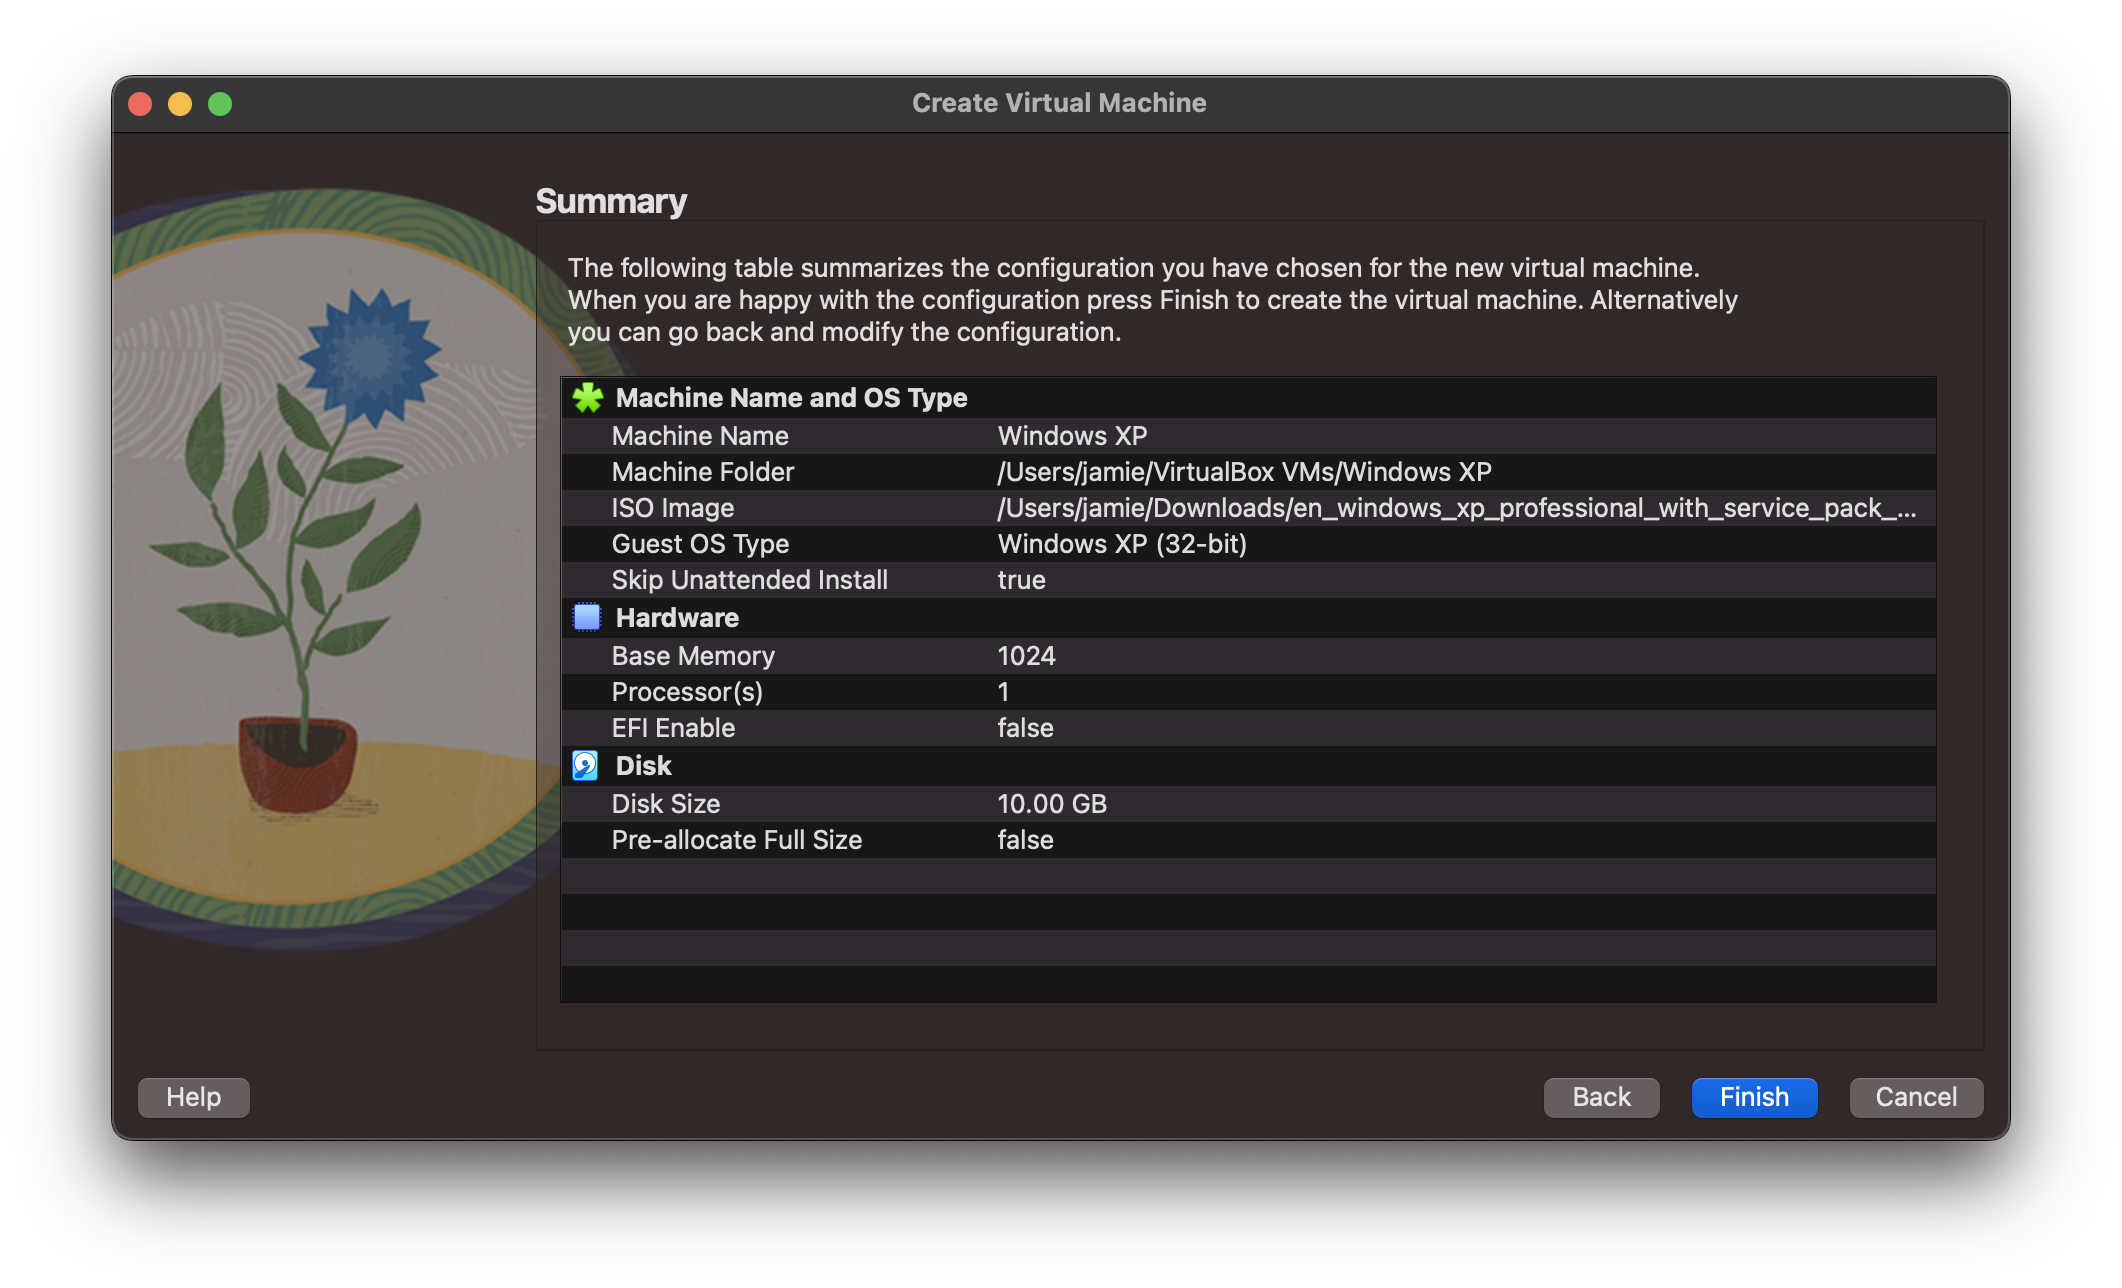 Create Virtual Machine
Summary
The following table summarizes the configuration you have chosen for the new virtual machine.
When you are happy with the configuration press Finish to create the virtual machine. Alternatively
you can go back and modify the configuration.
Machine Name and OS Type
Machine Name Windows XP
Machine Folder /Users/jamie/VirtualBox VMs/Windows XP
ISO Image /Users/jamie/Downloads/en_windows_xp_professional_with_service_pack_...
Guest OS Type Windows XP (32-bit)
Skip Unattended Install true
Hardware
Base Memory 1024
Processor(s) 1
EFI Enable false
Disk
Disk Size 10.00 GB
Pre-allocate Full Size false
Help Back Finish Cancel